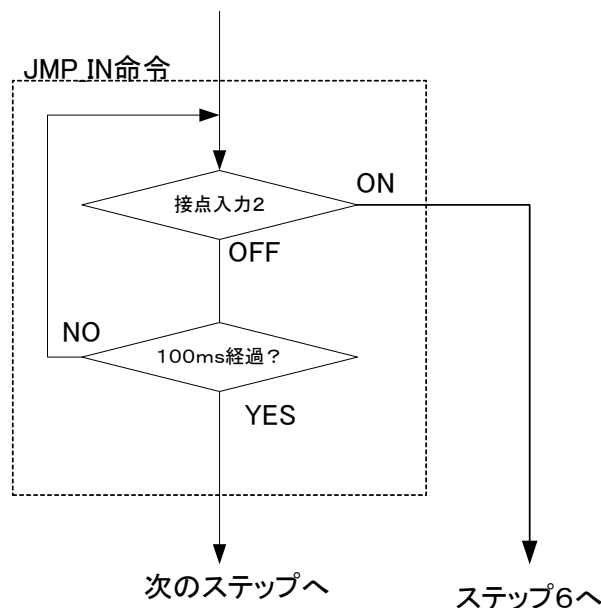 JMP_IN命令
接点入力2
ON
OFF
NO
100ms経過？
YES
次のステップへ
ステップ6へ